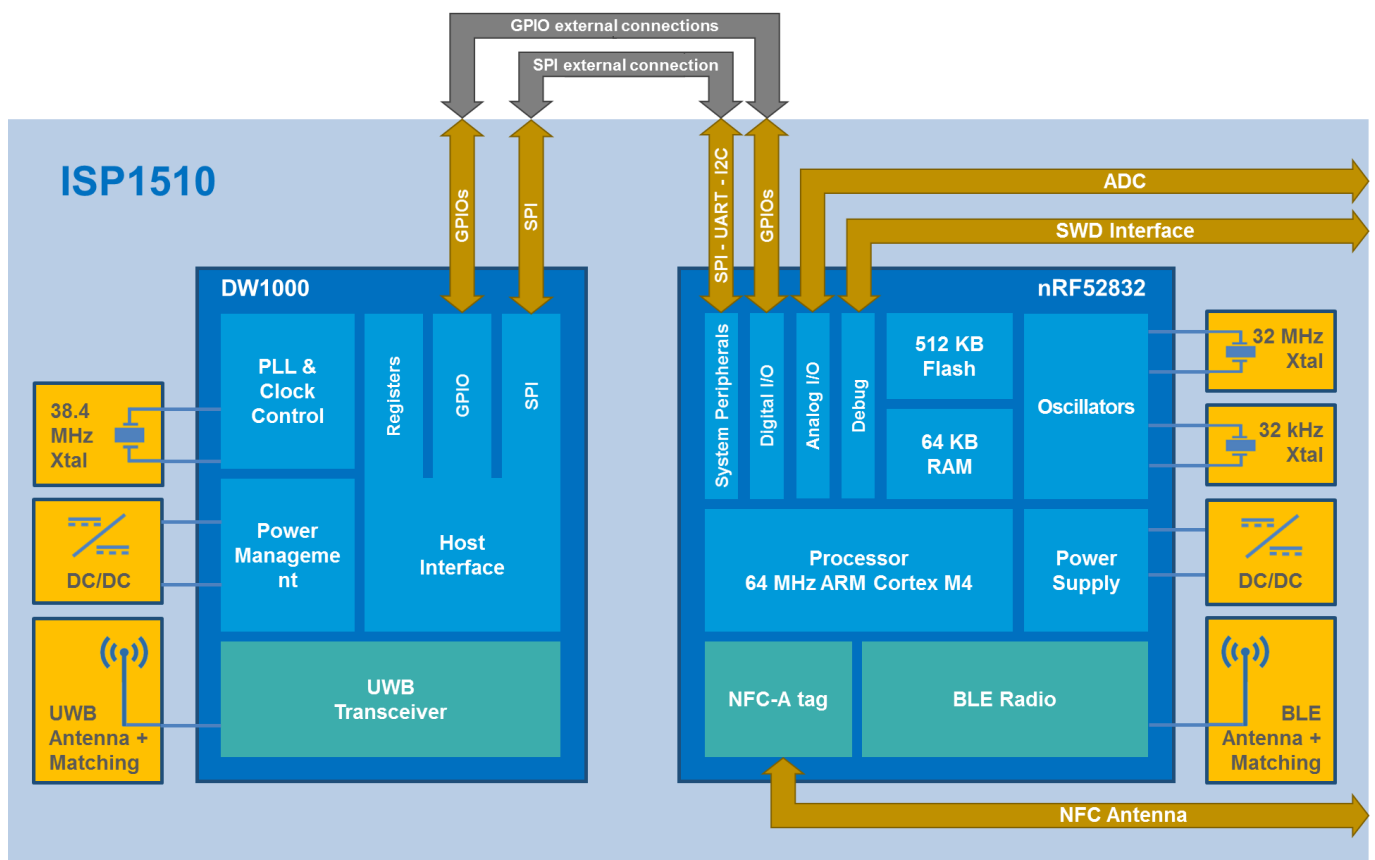 GPIO external connections
SPI external connection
ISP1510
GPIOs
SPI
SPI - UART - I2C
GPIOs
ADC
SWD Interface
DW1000
PLL &
Clock
Control
Registers
GPIO
SPI
Power
Manageme
nt
Host
Interface
UWB
Transceiver
38.4
MHz
Xtal
DC/DC
UWB
Antenna +
Matching
nRF52832
System Peripherals
Digital I/O
Analog I/O
Debug
512 KB
Flash
64 KB
RAM
Oscillators
Processor
64 MHz ARM Cortex M4
Power
Supply
NFC-A tag
BLE Radio
32 MHz
Xtal
32 kHz
Xtal
DC/DC
BLE
Antenna +
Matching
NFC Antenna